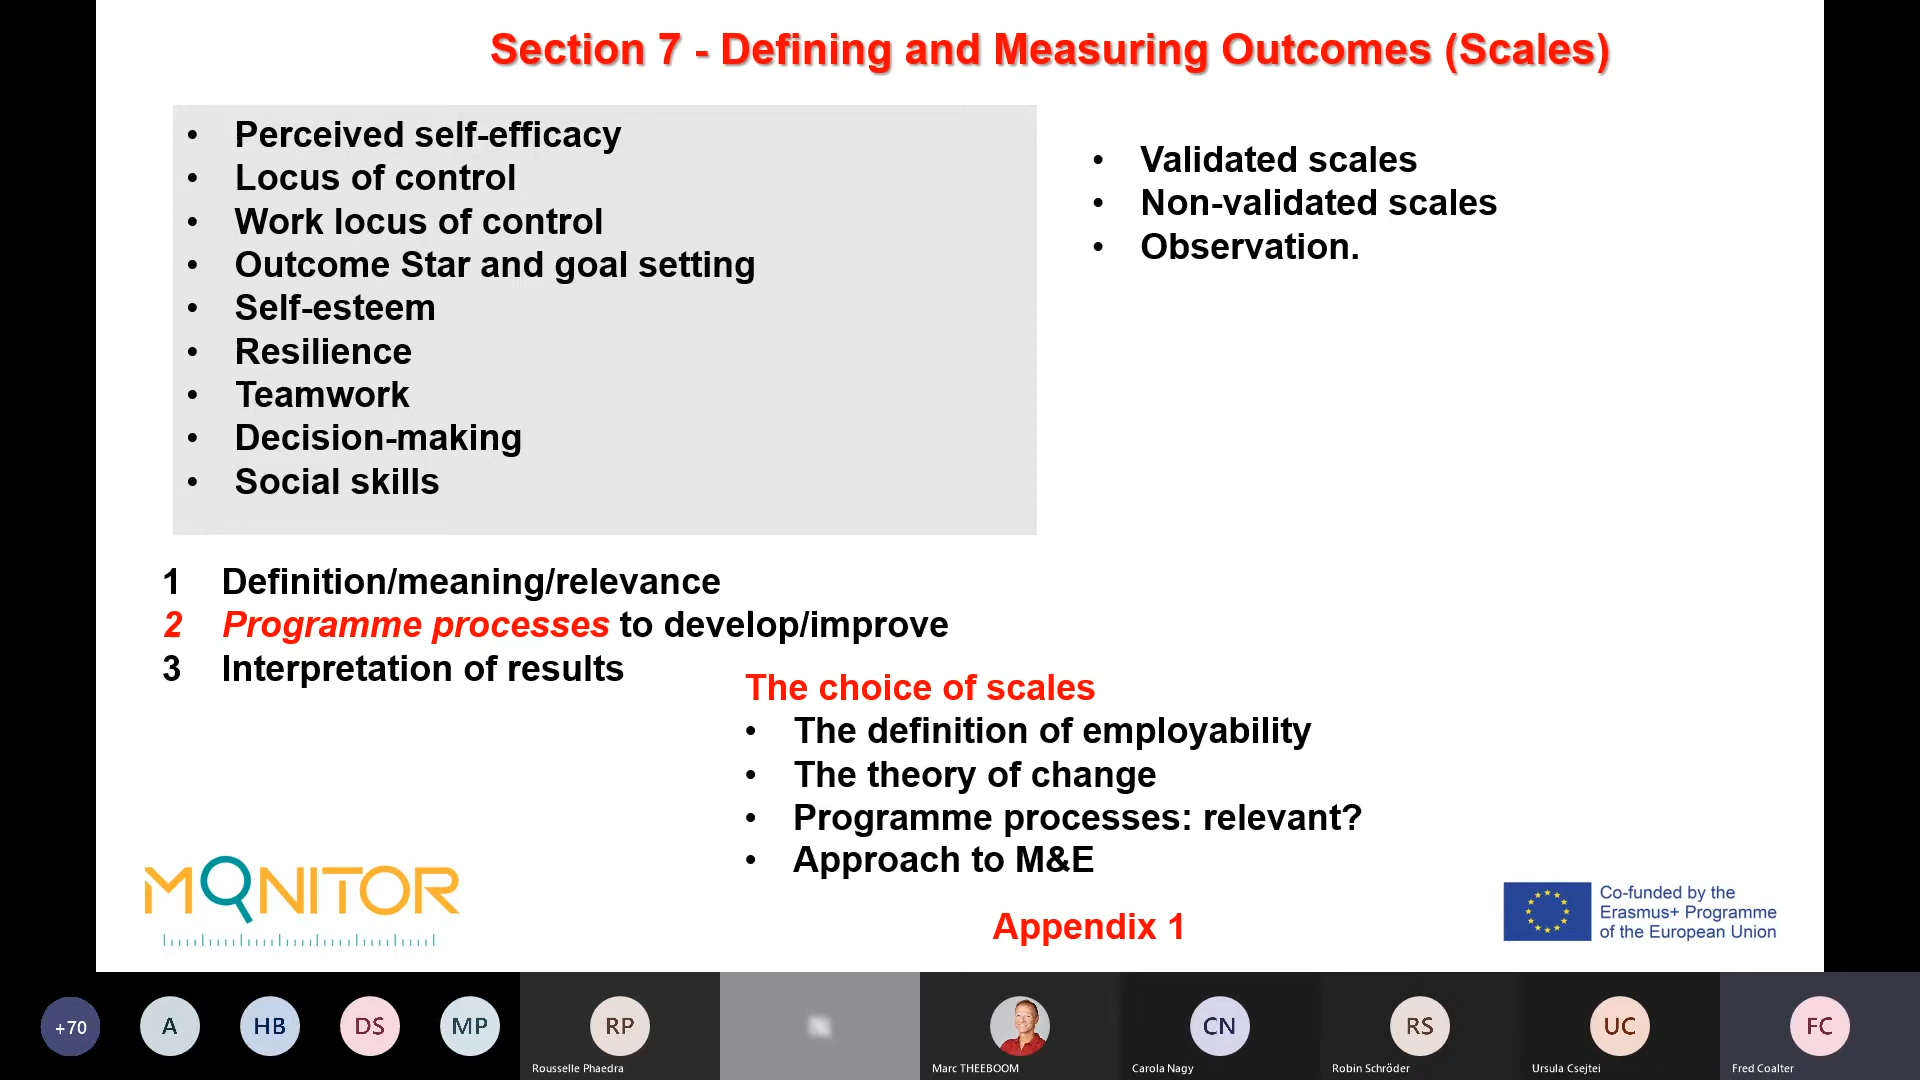 Section 7 - Defining and Measuring Outcomes (Scales)
• Perceived self-efficacy
• Locus of control
• Work locus of control
• Outcome Star and goal setting
• Self-esteem
• Resilience
• Teamwork
• Decision-making
• Social skills
• Validated scales
• Non-validated scales
• Observation.
1 Definition/meaning/relevance
2 Programme processes to develop/improve
3 Interpretation of results
The choice of scales
• The definition of employability
• The theory of change
• Programme processes: relevant?
• Approach to M&E
Appendix 1
MONITOR
Co-funded by the
Erasmus+ Programme
of the European Union
+70
A
HB
DS
MP
RP
Rousselle Phaedra
Marc THEEBOOM
CN
Carola Nagy
RS
Robin Schröder
UC
Ursula Csejtei
FC
Fred Coalter